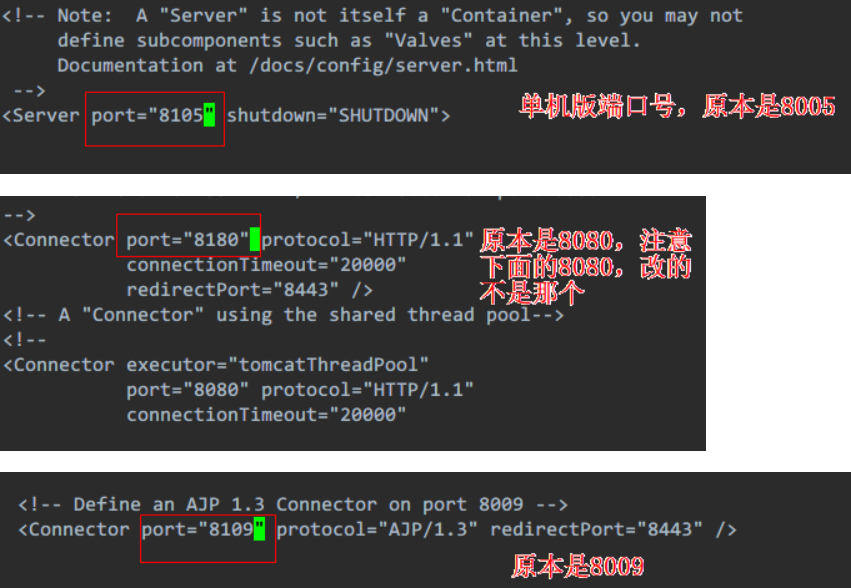 <!-- Note:  A "Server" is not itself a "Container", so you may not
define subcomponents such as "Valves" at this level.
Documentation at /docs/config/server.html
-->
<Server port="8105" shutdown="SHUTDOWN">
单机版端口号，原本是8005
-->
<Connector port="8180" protocol="HTTP/1.1"
connectionTimeout="20000"
redirectPort="8443" />
原本是8080，注意
下面的8080，改的
不是那个
<!-- A "Connector" using the shared thread pool-->
<!--
<Connector executor="tomcatThreadPool"
port="8080" protocol="HTTP/1.1"
connectionTimeout="20000"
<!-- Define an AJP 1.3 Connector on port 8009 -->
<Connector port="8109" protocol="AJP/1.3" redirectPort="8443" />
原本是8009